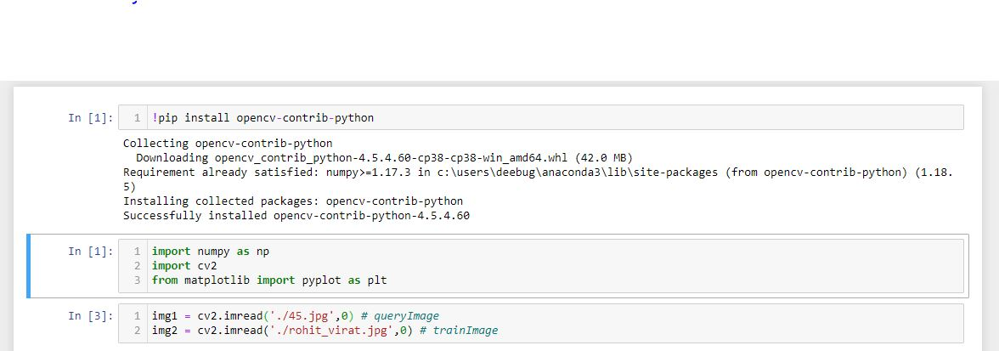 In [1]: 1 !pip install opencv-contrib-python
Collecting opencv-contrib-python
  Downloading opencv_contrib_python-4.5.4.60-cp38-cp38-win_amd64.whl (42.0 MB)
Requirement already satisfied: numpy>=1.17.3 in c:\users\deebug\anaconda3\lib\site-packages (from opencv-contrib-python) (1.18.
5)
Installing collected packages: opencv-contrib-python
Successfully installed opencv-contrib-python-4.5.4.60
In [1]: 1 import numpy as np
2 import cv2
3 from matplotlib import pyplot as plt
In [3]: 1 img1 = cv2.imread('./45.jpg',0) # queryImage
2 img2 = cv2.imread('./rohit_virat.jpg',0) # trainImage